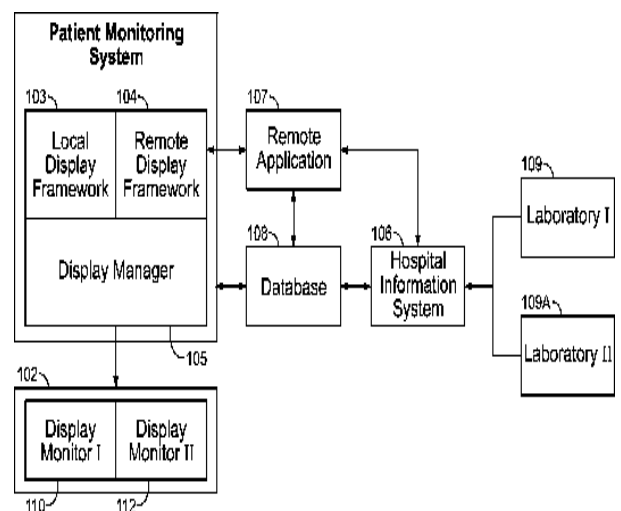 Patient Monitoring
System
103
104
Local
Display
Framework
Remote
Display
Framework
Display Manager
105
107
Remote
Application
108
Database
106
Hospital
Information
System
109
Laboratory I
109A
Laboratory II
102
Display
Monitor I
Display
Monitor II
110
112